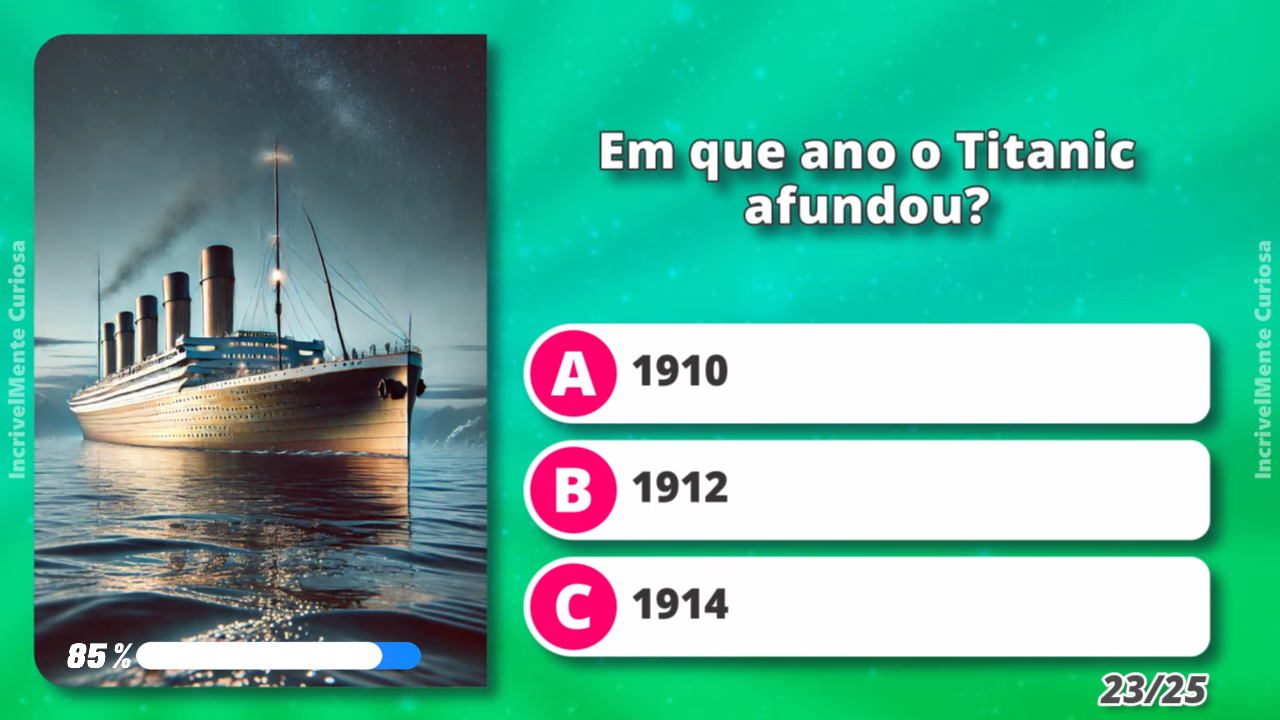 Em que ano o Titanic
afundou?
A 1910
B 1912
C 1914
85 %
23/25
IncrivelMente Curiosa
IncrivelMente Curiosa